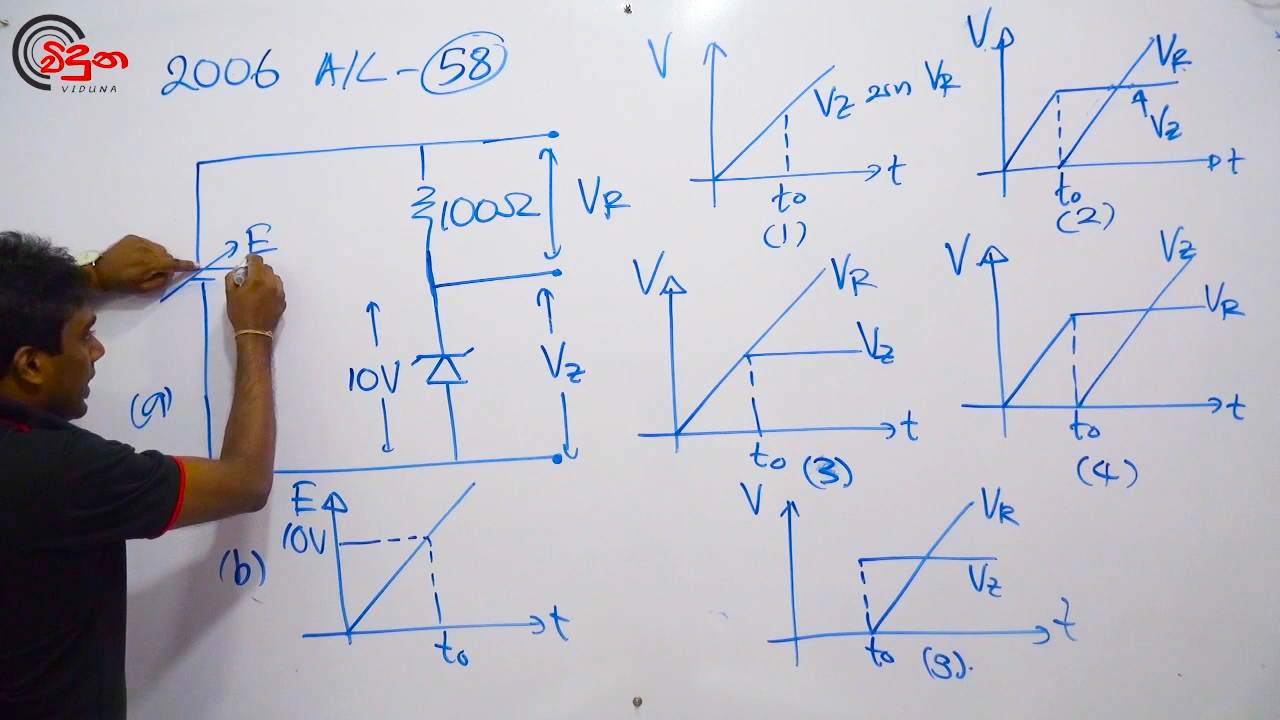 විදුන
VIDUNA
2006 A/L - 58
E
100Ω
VR
10V
VZ
(a)
E
10V
t0
t
(b)
V
VZ සහ VR
t0
t
(1)
V
VR
VZ
t0
t
(2)
V
VR
VZ
t0
t
(3)
V
VZ
VR
t0
t
(4)
V
VR
VZ
t0
t